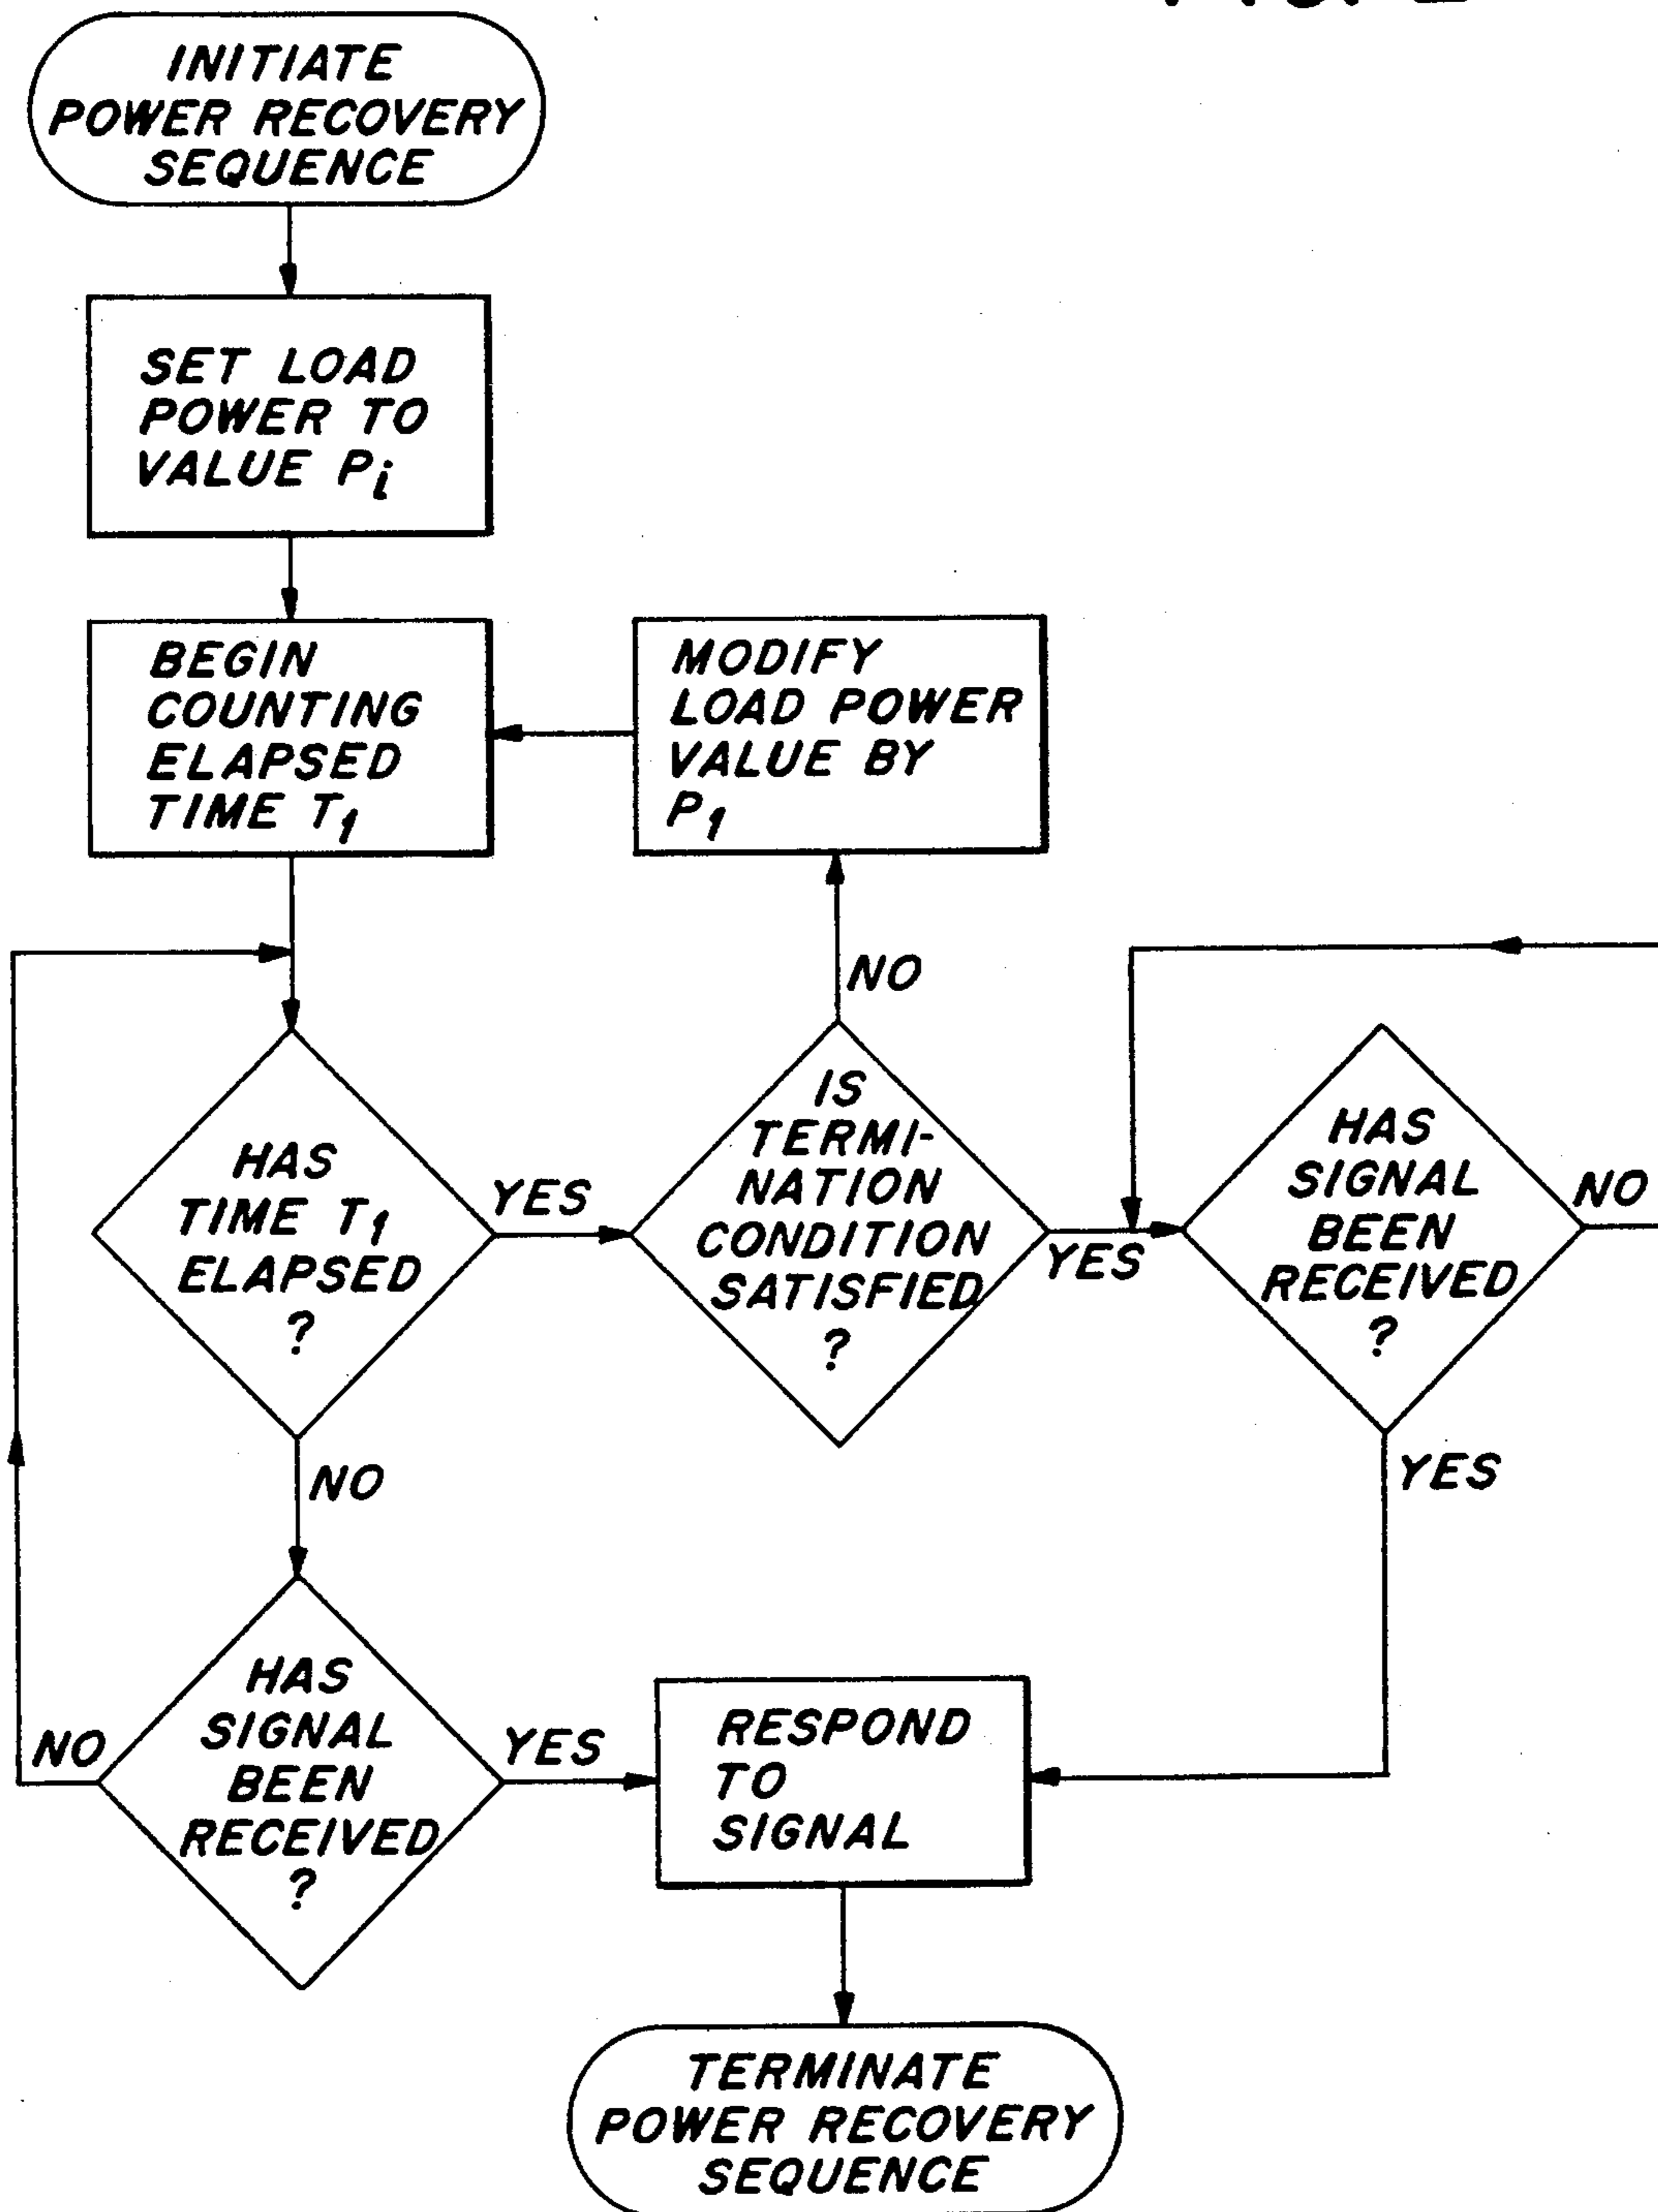 INITIATE
POWER RECOVERY
SEQUENCE
SET LOAD
POWER TO
VALUE Pi
BEGIN
COUNTING
ELAPSED
TIME T1
MODIFY
LOAD POWER
VALUE BY
P1
NO
HAS
TIME T1
ELAPSED
?
YES
IS
TERMI-
NATION
CONDITION
SATISFIED
?
YES
HAS
SIGNAL
BEEN
RECEIVED
?
NO
YES
NO
HAS
SIGNAL
BEEN
RECEIVED
?
NO
YES
RESPOND
TO
SIGNAL
TERMINATE
POWER RECOVERY
SEQUENCE